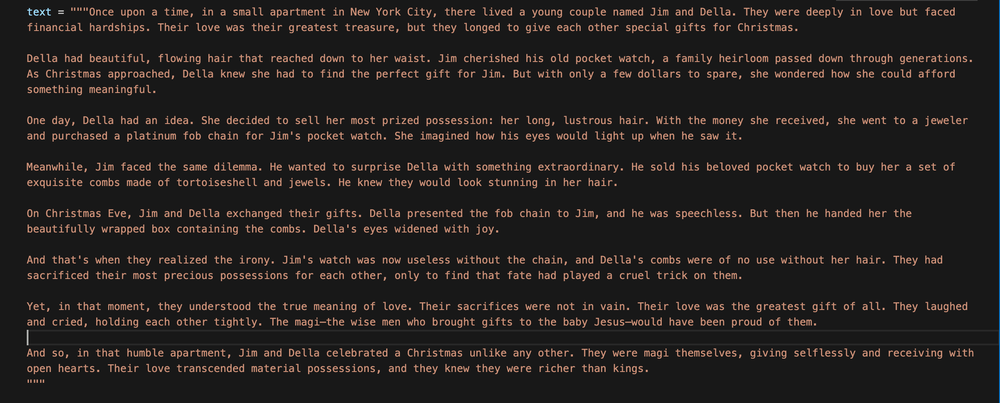 text = """Once upon a time, in a small apartment in New York City, there lived a young couple named Jim and Della. They were deeply in love but faced
financial hardships. Their love was their greatest treasure, but they longed to give each other special gifts for Christmas.

Della had beautiful, flowing hair that reached down to her waist. Jim cherished his old pocket watch, a family heirloom passed down through generations.
As Christmas approached, Della knew she had to find the perfect gift for Jim. But with only a few dollars to spare, she wondered how she could afford
something meaningful.

One day, Della had an idea. She decided to sell her most prized possession: her long, lustrous hair. With the money she received, she went to a jeweler
and purchased a platinum fob chain for Jim's pocket watch. She imagined how his eyes would light up when he saw it.

Meanwhile, Jim faced the same dilemma. He wanted to surprise Della with something extraordinary. He sold his beloved pocket watch to buy her a set of
exquisite combs made of tortoiseshell and jewels. He knew they would look stunning in her hair.

On Christmas Eve, Jim and Della exchanged their gifts. Della presented the fob chain to Jim, and he was speechless. But then he handed her the
beautifully wrapped box containing the combs. Della's eyes widened with joy.

And that's when they realized the irony. Jim's watch was now useless without the chain, and Della's combs were of no use without her hair. They had
sacrificed their most precious possessions for each other, only to find that fate had played a cruel trick on them.

Yet, in that moment, they understood the true meaning of love. Their sacrifices were not in vain. Their love was the greatest gift of all. They laughed
and cried, holding each other tightly. The magi—the wise men who brought gifts to the baby Jesus—would have been proud of them.

And so, in that humble apartment, Jim and Della celebrated a Christmas unlike any other. They were magi themselves, giving selflessly and receiving with
open hearts. Their love transcended material possessions, and they knew they were richer than kings.
"""